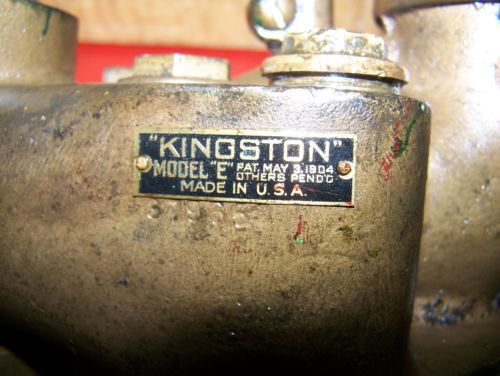 "KINGSTON"
MODEL "E" PAT. MAY 3. 1904
OTHERS PEND'G
MADE IN U.S.A.